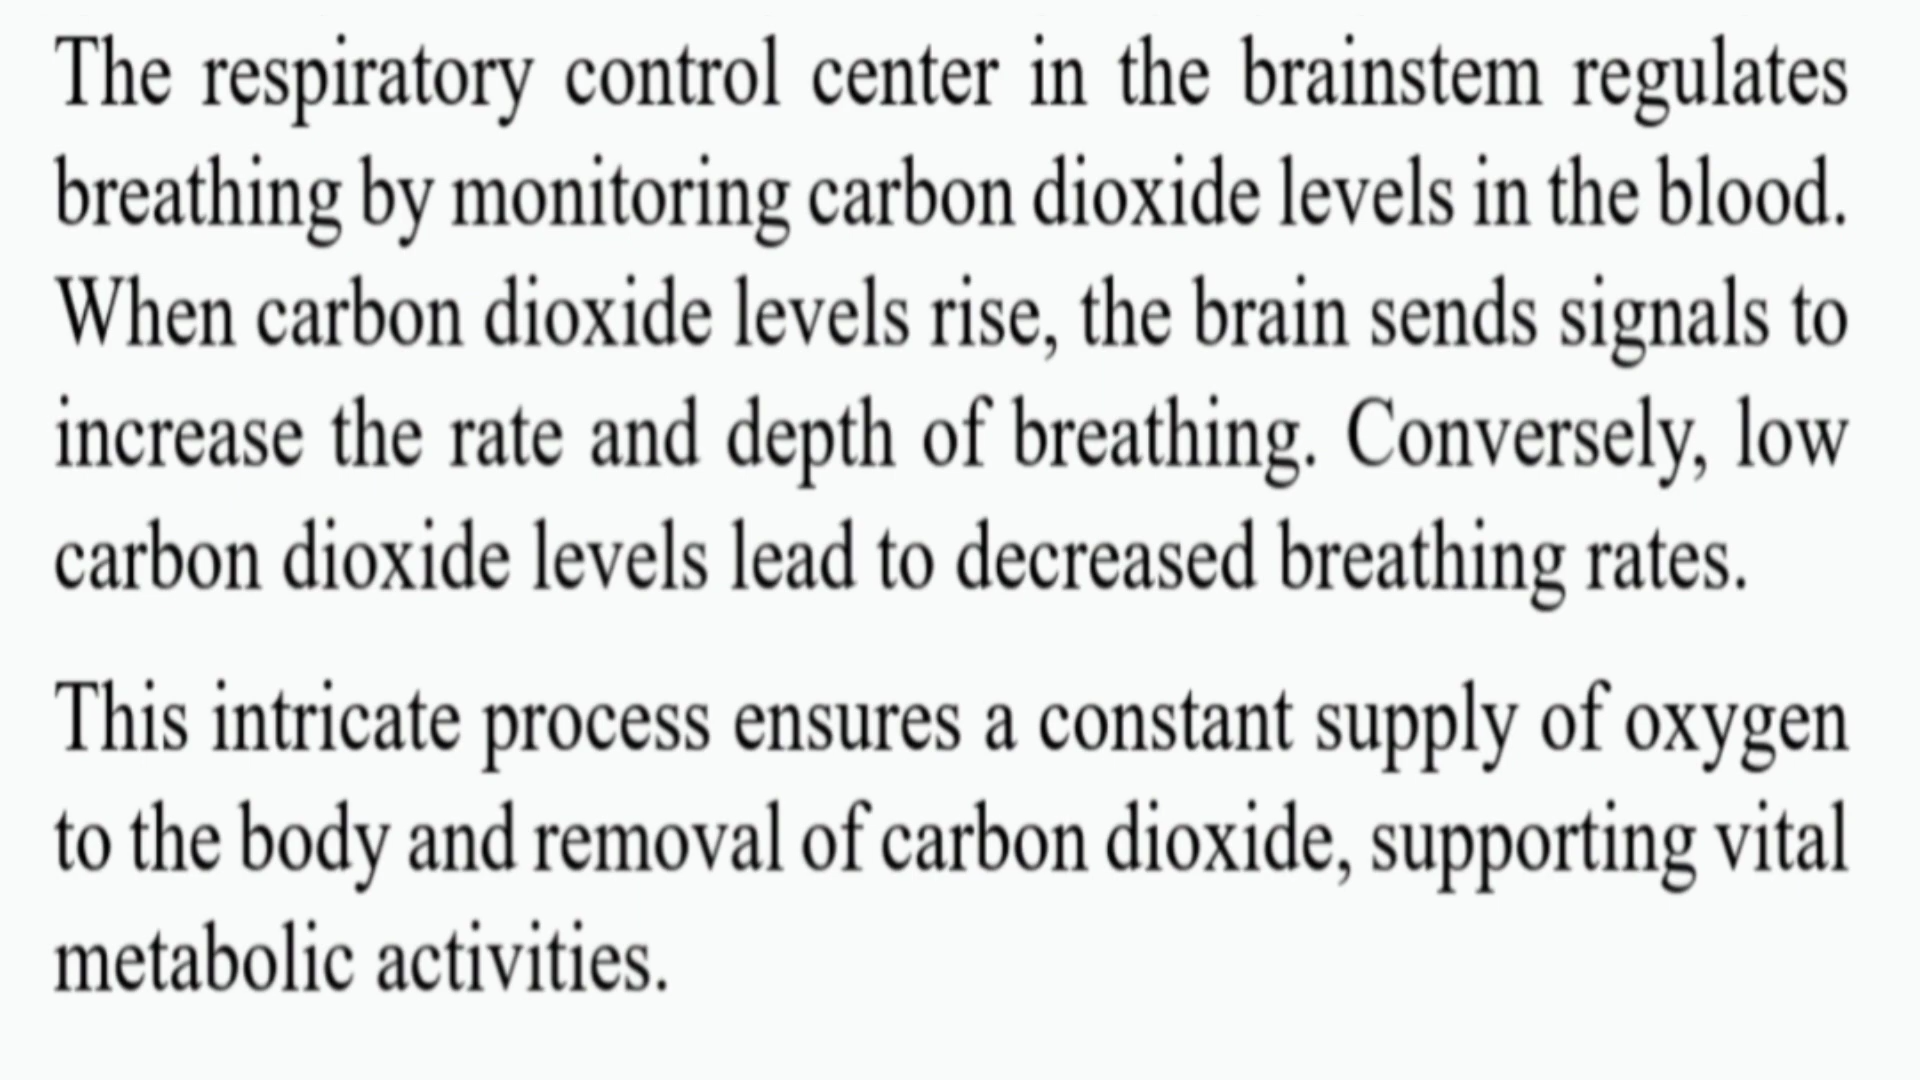 The respiratory control center in the brainstem regulates
breathing by monitoring carbon dioxide levels in the blood.
When carbon dioxide levels rise, the brain sends signals to
increase the rate and depth of breathing. Conversely, low
carbon dioxide levels lead to decreased breathing rates.
This intricate process ensures a constant supply of oxygen
to the body and removal of carbon dioxide, supporting vital
metabolic activities.